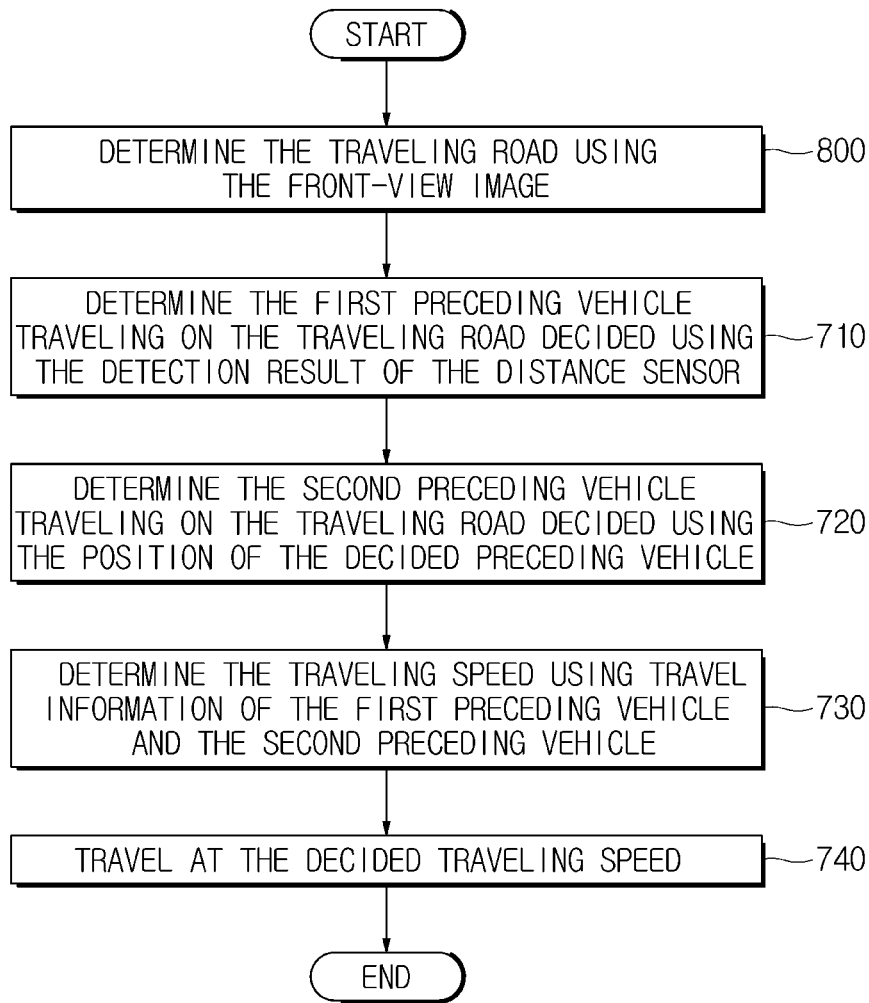 START
DETERMINE THE TRAVELING ROAD USING
THE FRONT-VIEW IMAGE
800
DETERMINE THE FIRST PRECEDING VEHICLE
TRAVELING ON THE TRAVELING ROAD DECIDED USING
THE DETECTION RESULT OF THE DISTANCE SENSOR
710
DETERMINE THE SECOND PRECEDING VEHICLE
TRAVELING ON THE TRAVELING ROAD DECIDED USING
THE POSITION OF THE DECIDED PRECEDING VEHICLE
720
DETERMINE THE TRAVELING SPEED USING TRAVEL
INFORMATION OF THE FIRST PRECEDING VEHICLE
AND THE SECOND PRECEDING VEHICLE
730
TRAVEL AT THE DECIDED TRAVELING SPEED
740
END